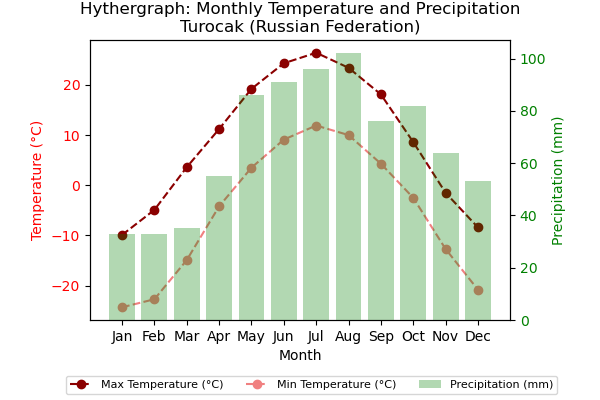 Hythergraph: Monthly Temperature and Precipitation
Turocak (Russian Federation)
Temperature (°C)
20
10
0
−10
−20
100
80
60
40
20
0
Precipitation (mm)
Jan Feb Mar Apr May Jun Jul Aug Sep Oct Nov Dec
Month
Max Temperature (°C) Min Temperature (°C) Precipitation (mm)